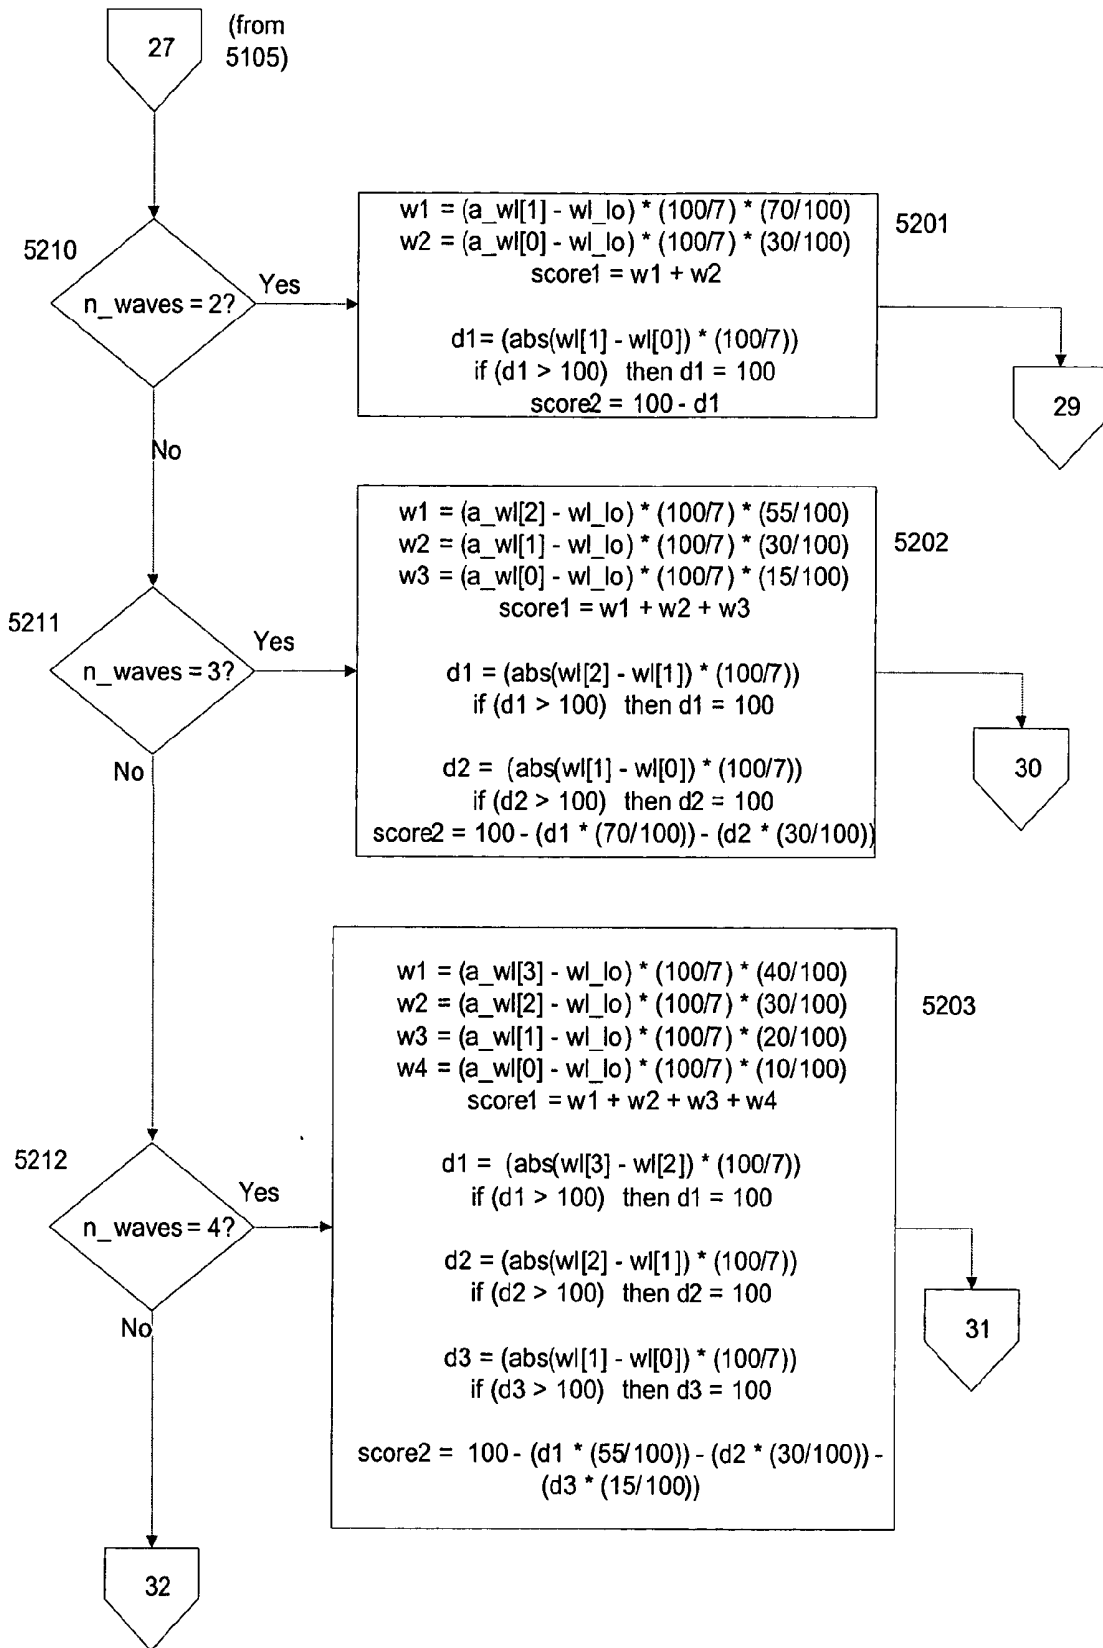 27
(from
5105)
5210
n_waves = 2?
Yes
No
w1 = (a_wl[1] - wl_lo) * (100/7) * (70/100)
w2 = (a_wl[0] - wl_lo) * (100/7) * (30/100)
score1 = w1 + w2
d1= (abs(wl[1] - wl[0]) * (100/7))
if (d1 > 100) then d1 = 100
score2 = 100 - d1
5201
29
5211
n_waves = 3?
Yes
No
w1 = (a_wl[2] - wl_lo) * (100/7) * (55/100)
w2 = (a_wl[1] - wl_lo) * (100/7) * (30/100)
w3 = (a_wl[0] - wl_lo) * (100/7) * (15/100)
score1 = w1 + w2 + w3
d1 = (abs(wl[2] - wl[1]) * (100/7))
if (d1 > 100) then d1 = 100
d2 = (abs(wl[1] - wl[0]) * (100/7))
if (d2 > 100) then d2 = 100
score2 = 100 - (d1 * (70/100)) - (d2 * (30/100))
5202
30
5212
n_waves = 4?
Yes
No
w1 = (a_wl[3] - wl_lo) * (100/7) * (40/100)
w2 = (a_wl[2] - wl_lo) * (100/7) * (30/100)
w3 = (a_wl[1] - wl_lo) * (100/7) * (20/100)
w4 = (a_wl[0] - wl_lo) * (100/7) * (10/100)
score1 = w1 + w2 + w3 + w4
d1 = (abs(wl[3] - wl[2]) * (100/7))
if (d1 > 100) then d1 = 100
d2 = (abs(wl[2] - wl[1]) * (100/7))
if (d2 > 100) then d2 = 100
d3 = (abs(wl[1] - wl[0]) * (100/7))
if (d3 > 100) then d3 = 100
score2 = 100 - (d1 * (55/100)) - (d2 * (30/100)) -
(d3 * (15/100))
5203
31
32